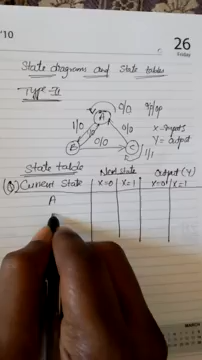 '10
26
Friday
State diagrams and State tables
Type-II
0/0
A
1/0
0/0
x-inputs
Y = output
B
0/0
C
1/1
State table
Next state
Output (Y)
(Q) Current State
x=0
x=1
x=0
x=1
A
MARCH